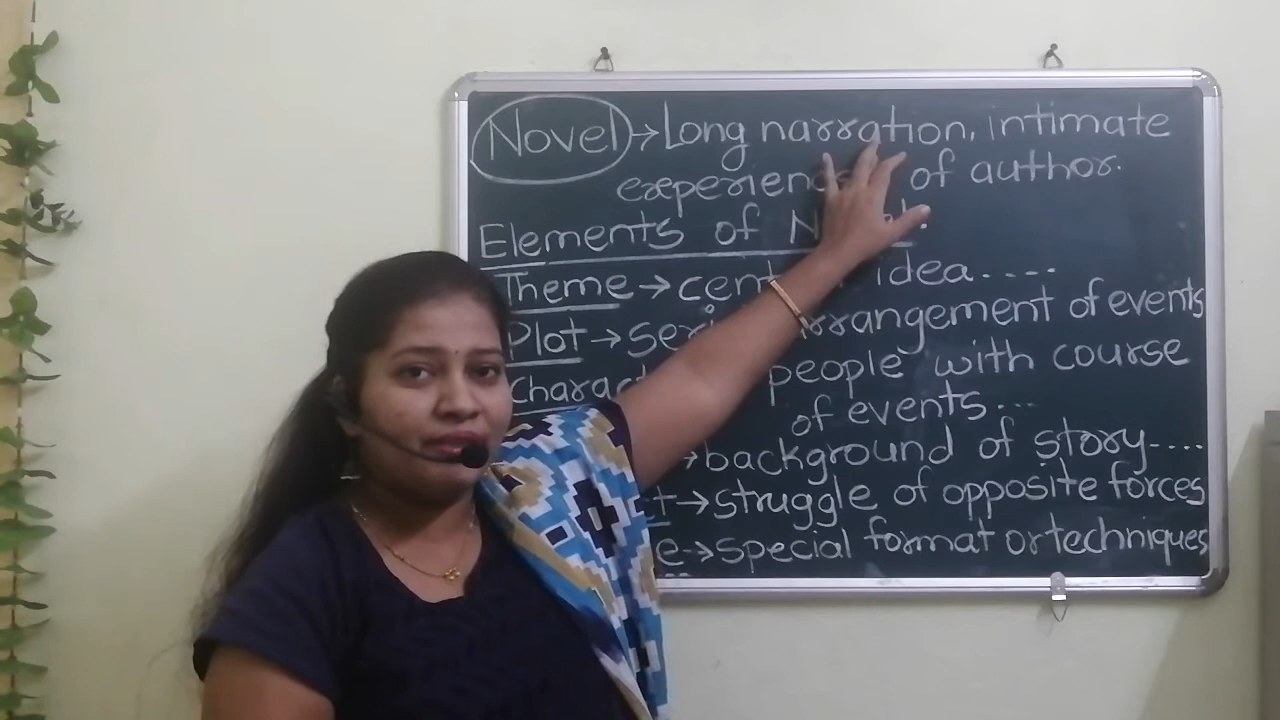 Novel → Long narration, intimate
of author.
Elements of
Theme → idea.....
Plot → arrangement of events
people with course
of events...
→ background of story....
→ struggle of opposite forces
→ special format or techniques